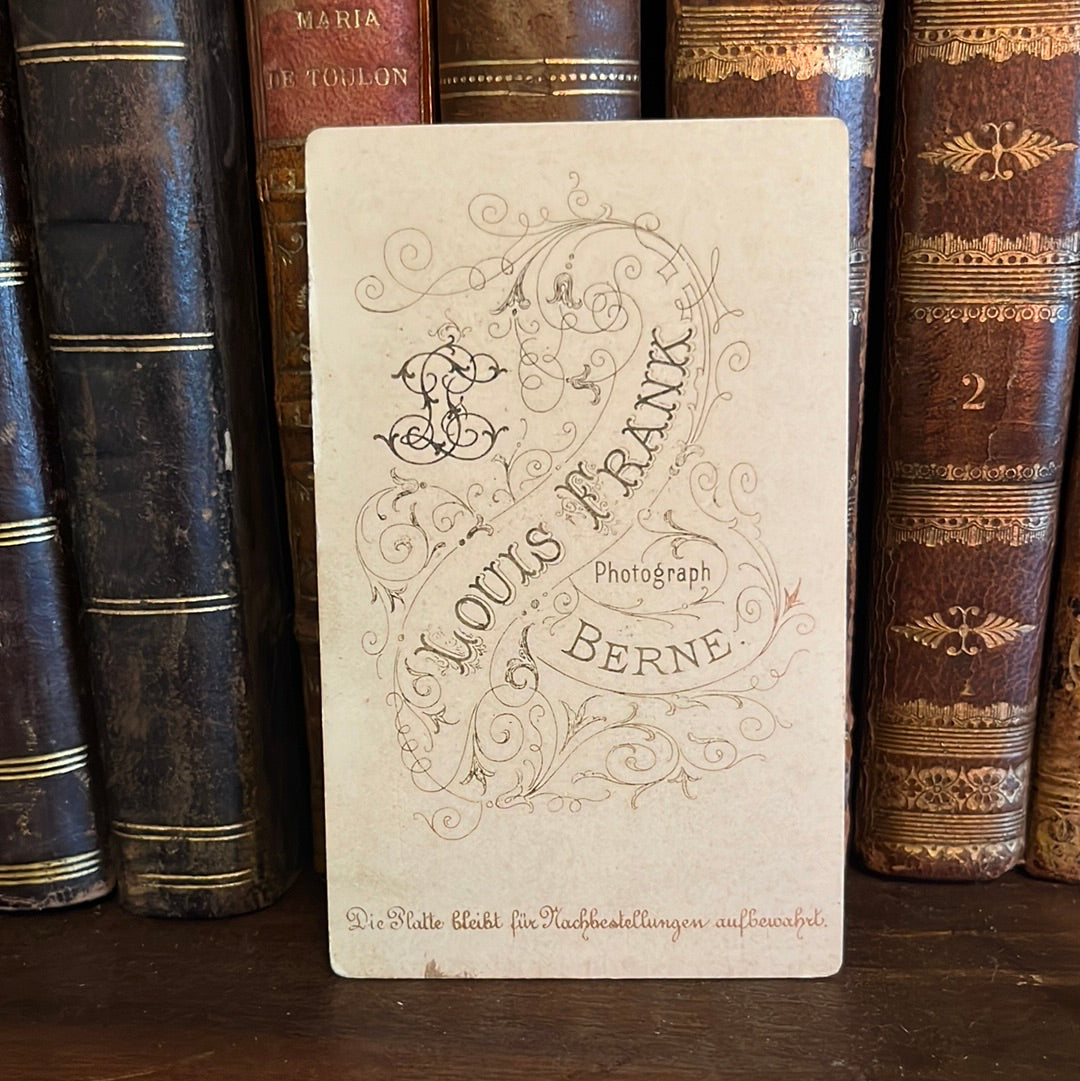 MARIA
DE TOULON
2
LOUIS FRANK
Photograph
BERNE.
Die Platte bleibt für Nachbestellungen aufbewahrt.